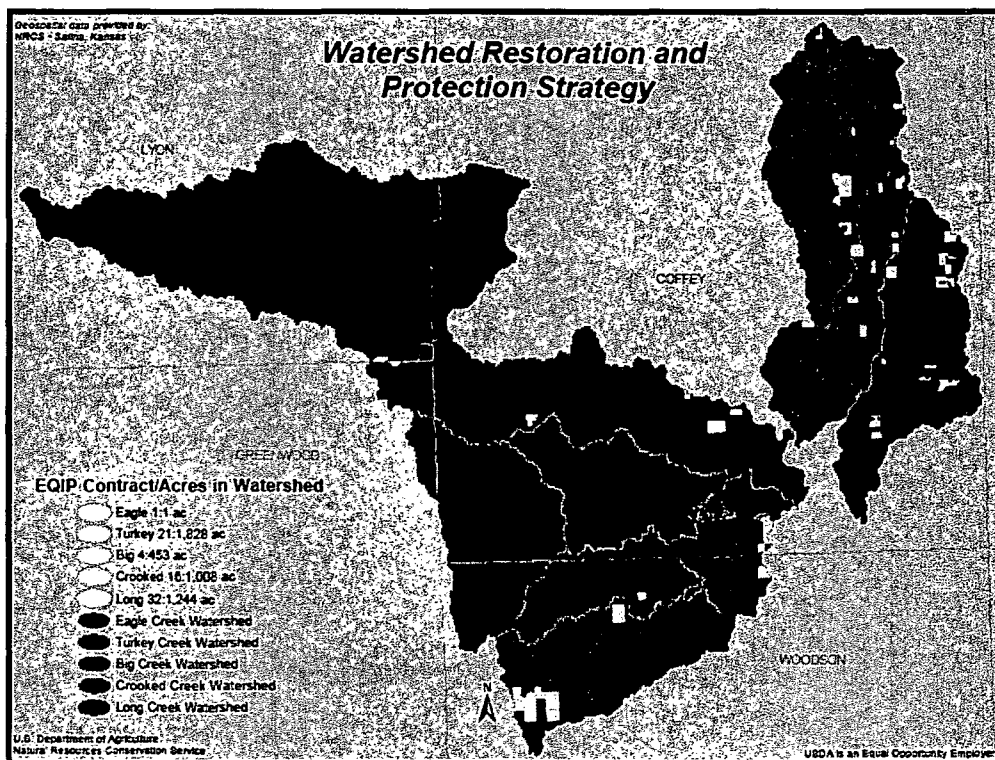 Geospatial data provided by:
NRCS - Salina, Kansas
Watershed Restoration and
Protection Strategy
LYON
COFFEY
GREENWOOD
EQIP Contract/Acres in Watershed
Eagle 1:1 ac
Turkey 21:1,828 ac
Big 4:453 ac
Crooked 16:1,008 ac
Long 32:1,244 ac
Eagle Creek Watershed
Turkey Creek Watershed
Big Creek Watershed
Crooked Creek Watershed
Long Creek Watershed
WOODSON
N
U.S. Department of Agriculture
Natural Resources Conservation Service
USDA is an Equal Opportunity Employer